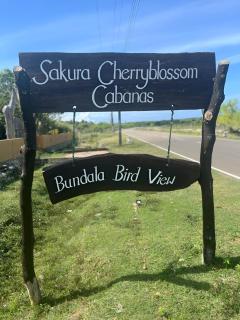 Sakura Cherryblossom
Cabanas
Bundala Bird View